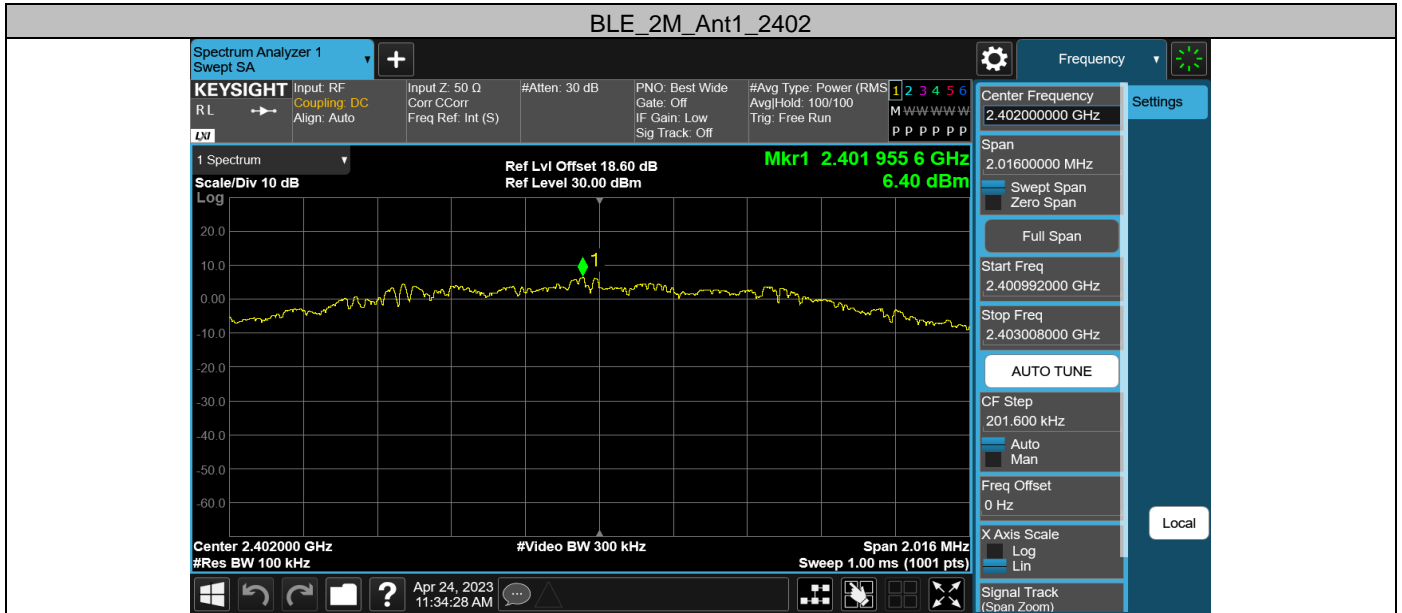 BLE_2M_Ant1_2402
Spectrum Analyzer 1
Swept SA
+
Frequency
KEYSIGHT
RL
LXI
Input: RF
Coupling: DC
Align: Auto
Input Z: 50 Ω
Corr CCorr
Freq Ref: Int (S)
#Atten: 30 dB
PNO: Best Wide
Gate: Off
IF Gain: Low
Sig Track: Off
#Avg Type: Power (RMS
Avg|Hold: 100/100
Trig: Free Run
1 2 3 4 5 6
M W W W W W
P P P P P P
1 Spectrum
Scale/Div 10 dB
Ref Lvl Offset 18.60 dB
Ref Level 30.00 dBm
Mkr1 2.401 955 6 GHz
6.40 dBm
Log
20.0
10.0
0.00
-10.0
-20.0
-30.0
-40.0
-50.0
-60.0
1
Center 2.402000 GHz
#Res BW 100 kHz
#Video BW 300 kHz
Span 2.016 MHz
Sweep 1.00 ms (1001 pts)
?
Apr 24, 2023
11:34:28 AM
Center Frequency
2.402000000 GHz
Settings
Span
2.01600000 MHz
Swept Span
Zero Span
Full Span
Start Freq
2.400992000 GHz
Stop Freq
2.403008000 GHz
AUTO TUNE
CF Step
201.600 kHz
Auto
Man
Freq Offset
0 Hz
X Axis Scale
Log
Lin
Local
Signal Track
(Span Zoom)